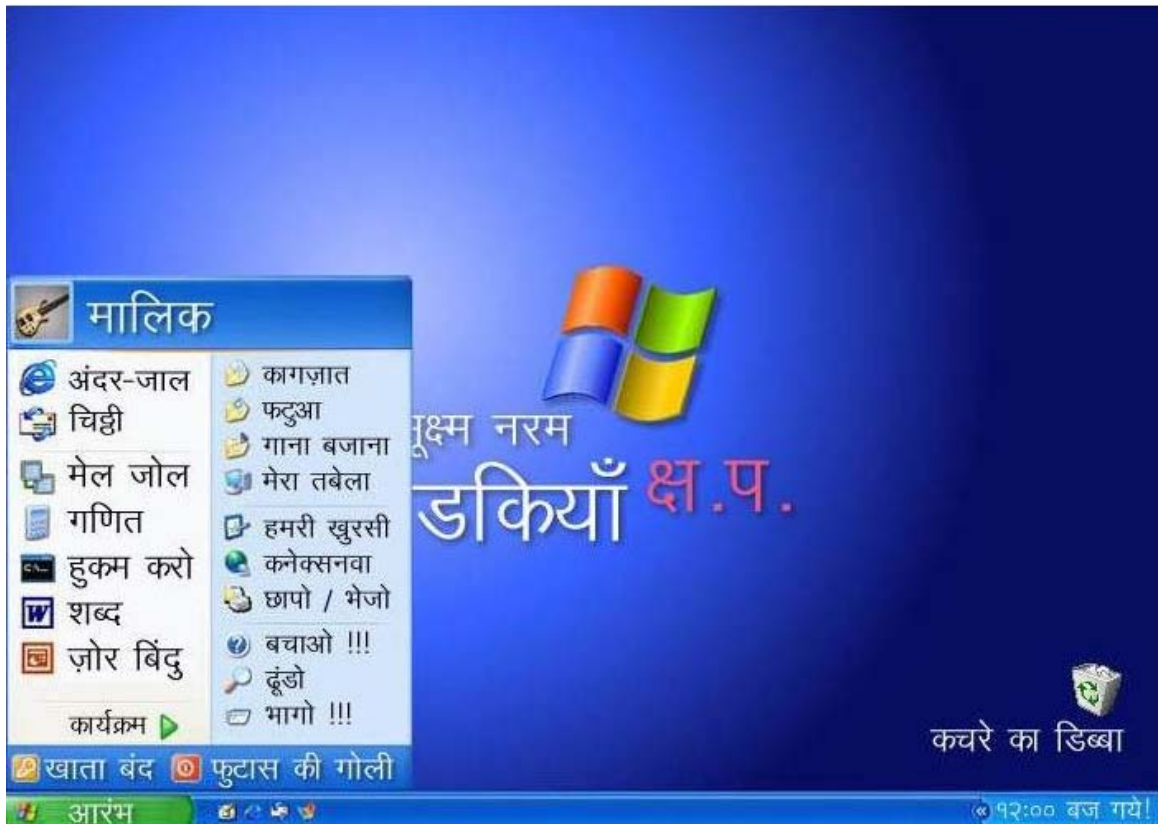 मालिक
अंदर-जाल
चिठ्ठी
मेल जोल
गणित
हुकम करो
शब्द
ज़ोर बिंदु
कार्यक्रम
कागज़ात
फटुआ
गाना बजाना
मेरा तबेला
हमरी खुरसी
कनेक्सनवा
छापो / भेजो
बचाओ !!!
ढूंडो
भागो !!!
खाता बंद
फुटास की गोली
नरम
डकियाँ क्ष.प.
कचरे का डिब्बा
आरंभ
१२:०० बज गये!